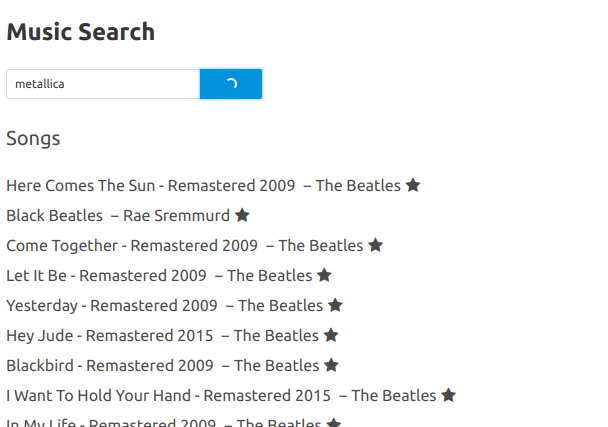 Music Search
metallica
Songs
Here Comes The Sun - Remastered 2009 – The Beatles
Black Beatles – Rae Sremmurd
Come Together - Remastered 2009 – The Beatles
Let It Be - Remastered 2009 – The Beatles
Yesterday - Remastered 2009 – The Beatles
Hey Jude - Remastered 2015 – The Beatles
Blackbird - Remastered 2009 – The Beatles
I Want To Hold Your Hand - Remastered 2015 – The Beatles
In My Life - Remastered 2009 – The Beatles